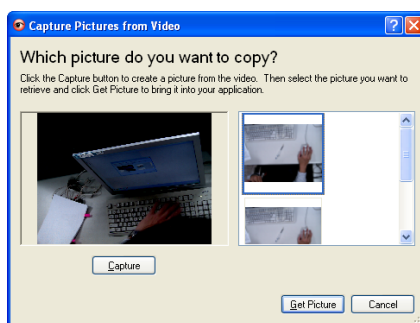 Capture Pictures from Video
Which picture do you want to copy?
Click the Capture button to create a picture from the video. Then select the picture you want to
retrieve and click Get Picture to bring it into your application.
Capture
Get Picture
Cancel